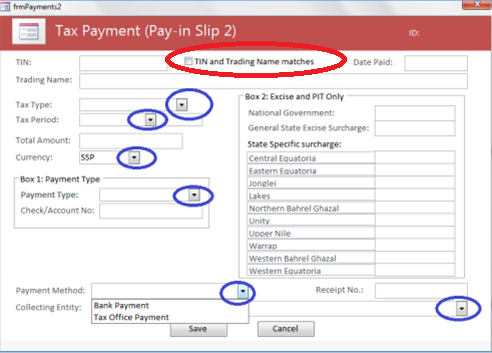 frmPayments2
Tax Payment (Pay-in Slip 2)
ID:
TIN:
TIN and Trading Name matches
Date Paid:
Trading Name:
Tax Type:
Tax Period:
Total Amount:
Currency:
SSP
Box 1: Payment Type
Payment Type:
Check/Account No:
Box 2: Excise and PIT Only
National Government:
General State Excise Surcharge:
State Specific surcharge:
Central Equatoria
Eastern Equatoria
Jonglei
Lakes
Northern Bahrel Ghazal
Unity
Upper Nile
Warrap
Western Bahrel Ghazal
Western Equatoria
Payment Method:
Receipt No.:
Collecting Entity:
Bank Payment
Tax Office Payment
Save
Cancel